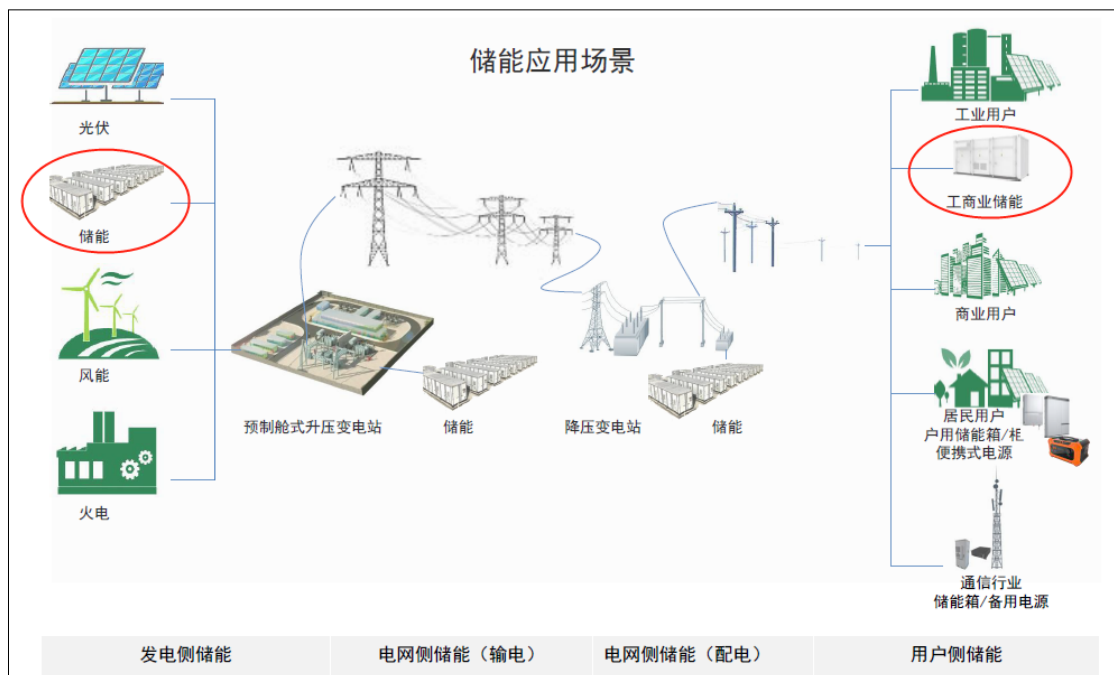 储能应用场景
光伏
储能
风能
火电
预制舱式升压变电站
储能
降压变电站
储能
工业用户
工商业储能
商业用户
居民用户
户用储能箱/柜
便携式电源
通信行业
储能箱/备用电源
发电侧储能
电网侧储能（输电）
电网侧储能（配电）
用户侧储能